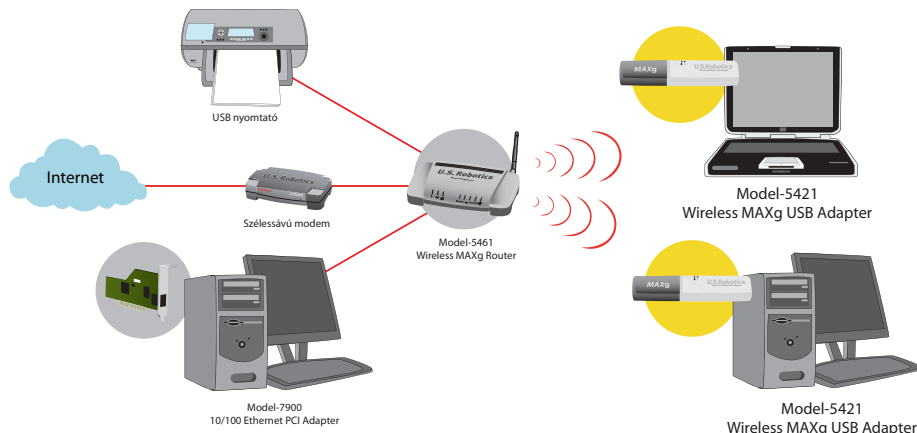 USB nyomtató
Internet
U.S. Robotics
Szélessávú modem
U.S. Robotics
Model-5461
Wireless MAXg Router
Model-7900
10/100 Ethernet PCI Adapter
MAXg
U.S.Robotics
Model-5421
Wireless MAXg USB Adapter
MAXg
U.S.Robotics
Model-5421
Wireless MAXg USB Adapter